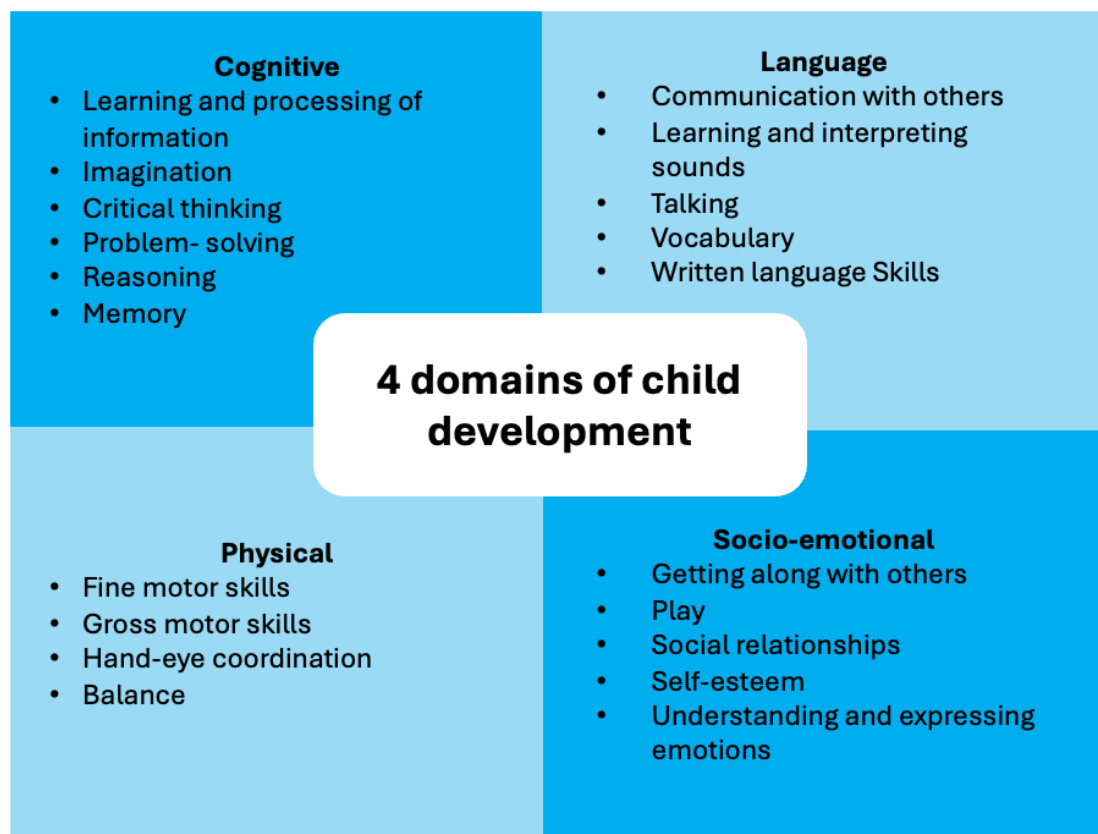 Cognitive
• Learning and processing of
information
• Imagination
• Critical thinking
• Problem- solving
• Reasoning
• Memory
Language
• Communication with others
• Learning and interpreting
sounds
• Talking
• Vocabulary
• Written language Skills
4 domains of child
development
Physical
• Fine motor skills
• Gross motor skills
• Hand-eye coordination
• Balance
Socio-emotional
• Getting along with others
• Play
• Social relationships
• Self-esteem
• Understanding and expressing
emotions